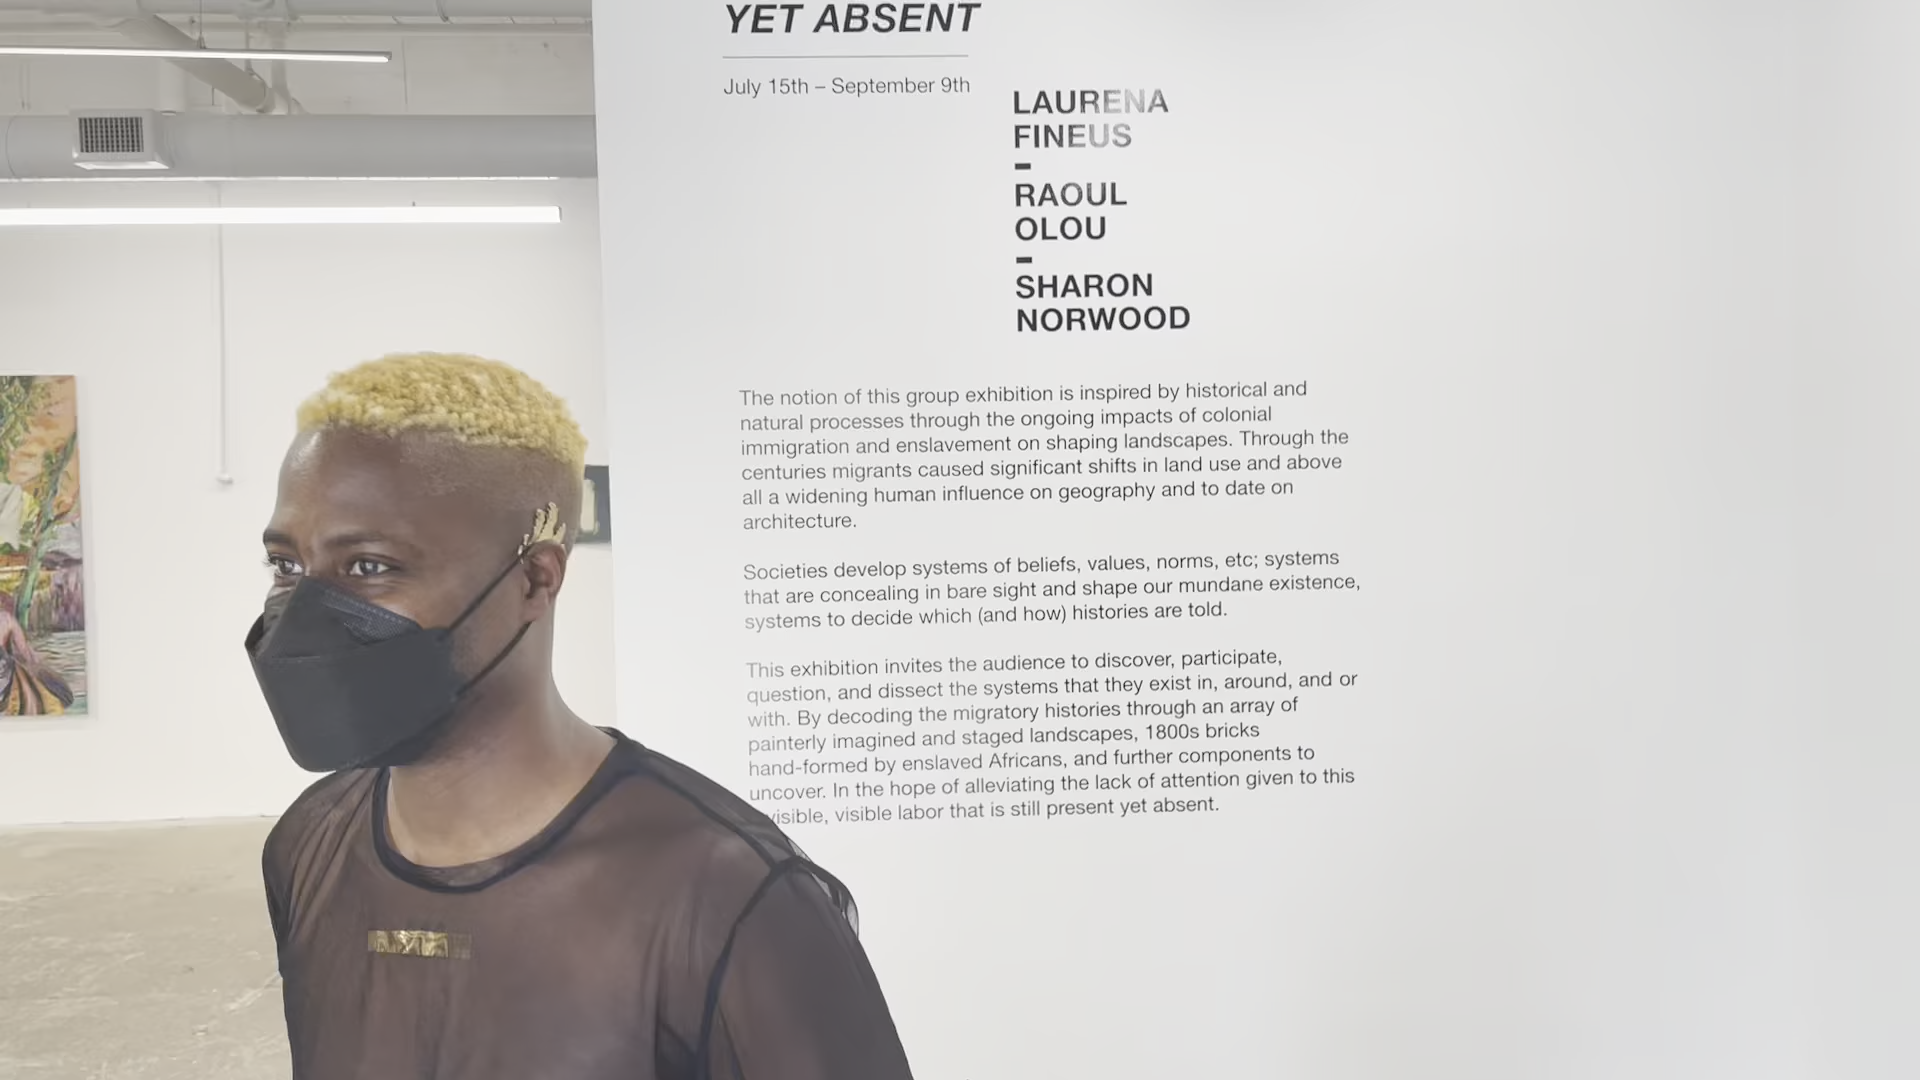 YET ABSENT
July 15th – September 9th
LAURENA
FINEUS
-
RAOUL
OLOU
-
SHARON
NORWOOD
The notion of this group exhibition is inspired by historical and
natural processes through the ongoing impacts of colonial
immigration and enslavement on shaping landscapes. Through the
centuries migrants caused significant shifts in land use and above
all a widening human influence on geography and to date on
architecture.
Societies develop systems of beliefs, values, norms, etc; systems
that are concealing in bare sight and shape our mundane existence,
systems to decide which (and how) histories are told.
This exhibition invites the audience to discover, participate,
question, and dissect the systems that they exist in, around, and or
with. By decoding the migratory histories through an array of
painterly imagined and staged landscapes, 1800s bricks
hand-formed by enslaved Africans, and further components to
uncover. In the hope of alleviating the lack of attention given to this
visible, visible labor that is still present yet absent.